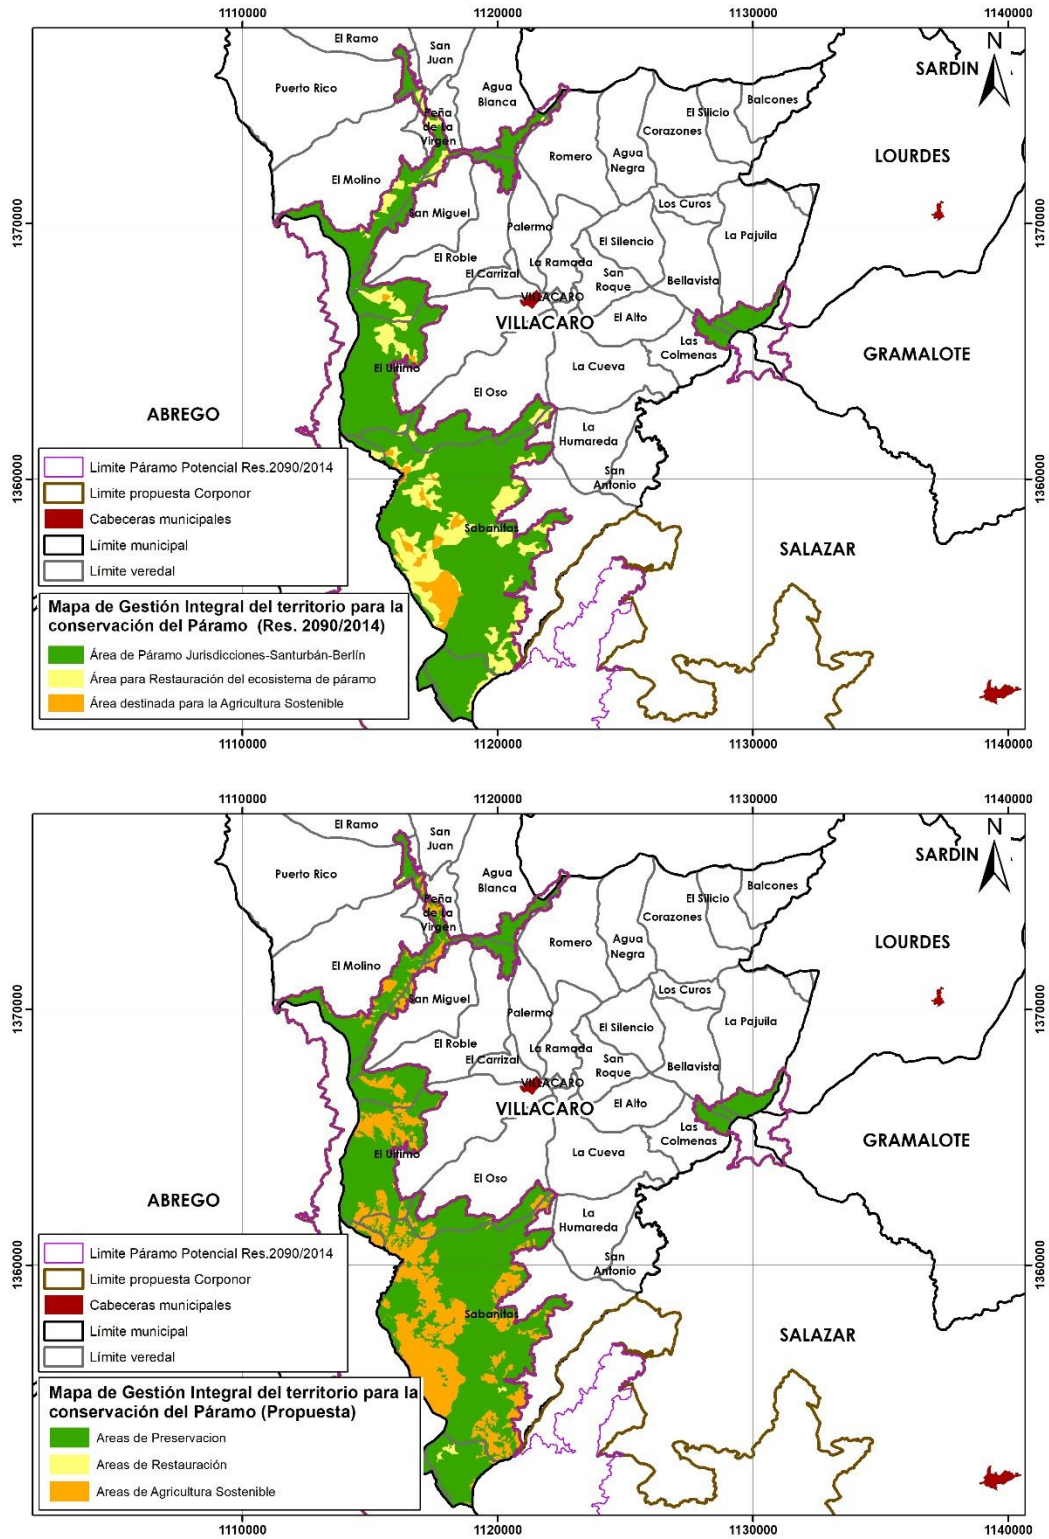 1110000
1120000
1130000
1140000
El Ramo
San
Juan
N
SARDIN
Puerto Rico
Agua
Blanca
Balcones
El Silicio
Peña
de la
Virgen
Corazones
Romero
Agua
Negra
LOURDES
El Molino
1370000
1370000
San Miguel
Los Curos
Palermo
El Silencio
La Pajuila
El Roble
La Ramada
El Carrizal
San
Roque
Bellavista
VILLACARO
VILLACARO
El Alto
Las
Colmenas
GRAMALOTE
El Ultimo
La Cueva
El Oso
ABREGO
La
Humareda
San
Antonio
1360000
1360000
Sabanitas
SALAZAR
Limite Páramo Potencial Res.2090/2014
Limite propuesta Corponor
Cabeceras municipales
Límite municipal
Límite veredal
Mapa de Gestión Integral del territorio para la
conservación del Páramo (Res. 2090/2014)
Área de Páramo Jurisdicciones-Santurbán-Berlín
Área para Restauración del ecosistema de páramo
Área destinada para la Agricultura Sostenible
1110000
1120000
1130000
1140000
1110000
1120000
1130000
1140000
El Ramo
San
Juan
N
SARDIN
Puerto Rico
Agua
Blanca
Balcones
El Silicio
Peña
de la
Virgen
Corazones
Romero
Agua
Negra
LOURDES
El Molino
1370000
1370000
San Miguel
Los Curos
Palermo
El Silencio
La Pajuila
El Roble
La Ramada
El Carrizal
San
Roque
Bellavista
VILLACARO
VILLACARO
El Alto
Las
Colmenas
GRAMALOTE
El Ultimo
La Cueva
El Oso
ABREGO
La
Humareda
San
Antonio
1360000
1360000
Sabanitas
SALAZAR
Limite Páramo Potencial Res.2090/2014
Limite propuesta Corponor
Cabeceras municipales
Límite municipal
Límite veredal
Mapa de Gestión Integral del territorio para la
conservación del Páramo (Propuesta)
Areas de Preservacion
Areas de Restauración
Areas de Agricultura Sostenible
1110000
1120000
1130000
1140000